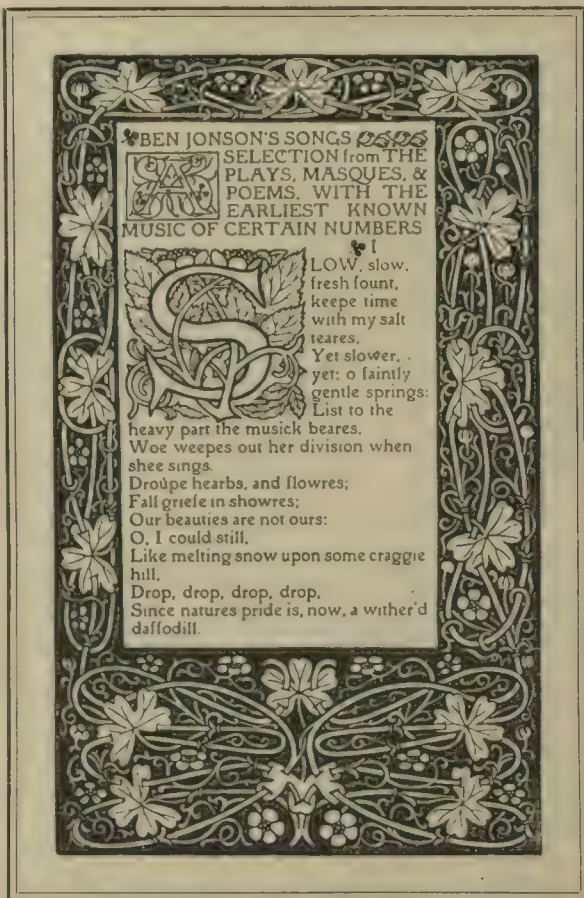 BEN JONSON'S SONGS
A SELECTION from THE
PLAYS, MASQUES, &
POEMS, WITH THE
EARLIEST KNOWN
MUSIC OF CERTAIN NUMBERS
I
SLOW, slow,
fresh fount,
keepe time
with my salt
teares,
Yet slower,
yet: o faintly
gentle springs:
List to the
heavy part the musick beares,
Woe weepes out her division when
shee sings.
Droupe hearbs, and flowres;
Fall griefe in showres;
Our beauties are not ours:
O, I could still,
Like melting snow upon some craggie
hill,
Drop, drop, drop, drop,
Since natures pride is, now, a wither'd
daffodill.